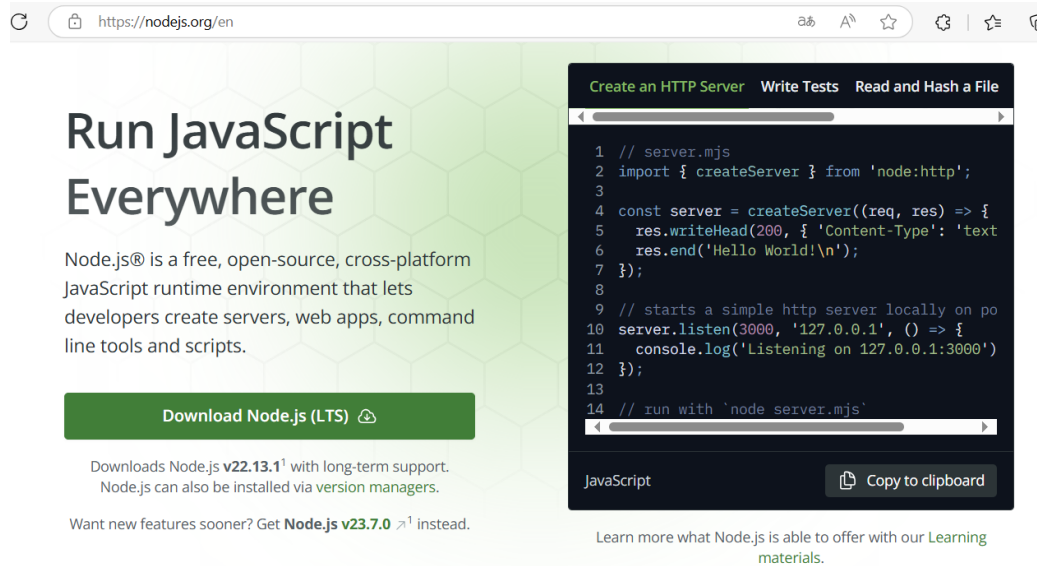 https://nodejs.org/en
Run JavaScript
Everywhere
Node.js® is a free, open-source, cross-platform
JavaScript runtime environment that lets
developers create servers, web apps, command
line tools and scripts.
Download Node.js (LTS)
Downloads Node.js v22.13.1¹ with long-term support.
Node.js can also be installed via version managers.
Want new features sooner? Get Node.js v23.7.0 ↗¹ instead.
Create an HTTP Server Write Tests Read and Hash a File
1 // server.mjs
2 import { createServer } from 'node:http';
3
4 const server = createServer((req, res) => {
5   res.writeHead(200, { 'Content-Type': 'text
6   res.end('Hello World!\n');
7 });
8
9 // starts a simple http server locally on po
10 server.listen(3000, '127.0.0.1', () => {
11   console.log('Listening on 127.0.0.1:3000')
12 });
13
14 // run with `node server.mjs`
JavaScript
Copy to clipboard
Learn more what Node.js is able to offer with our Learning
materials.